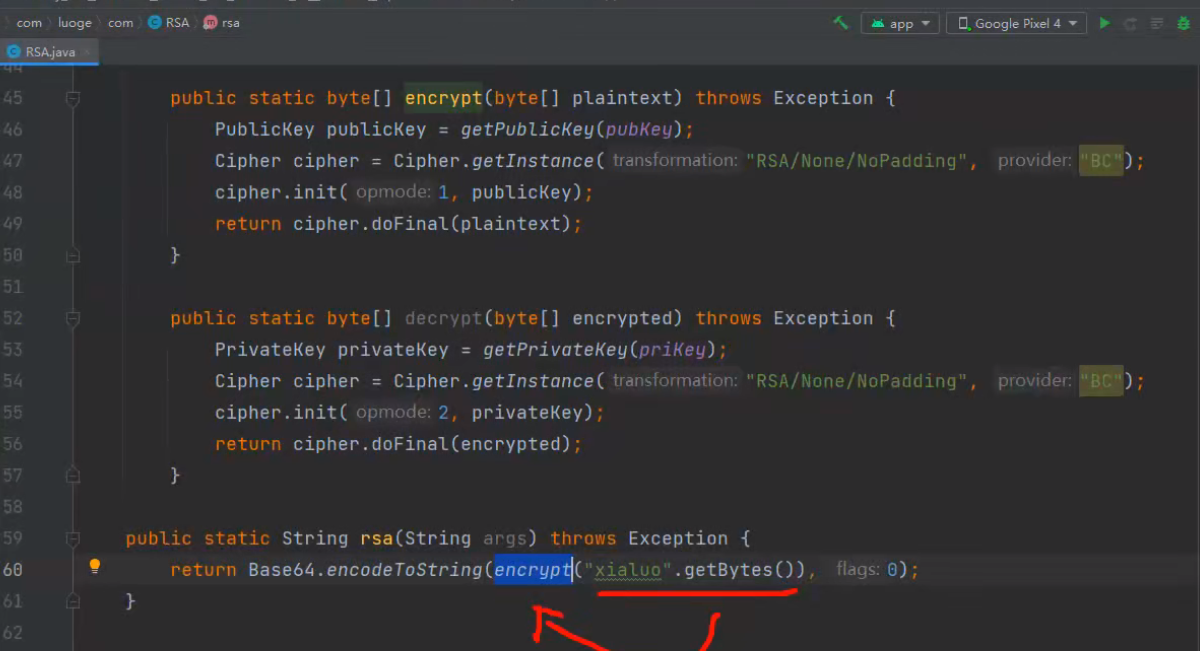 com luoge com RSA rsa app Google Pixel 4
RSA.java
44
45 public static byte[] encrypt(byte[] plaintext) throws Exception {
46 PublicKey publicKey = getPublicKey(pubKey);
47 Cipher cipher = Cipher.getInstance( transformation: "RSA/None/NoPadding", provider: "BC");
48 cipher.init( opmode: 1, publicKey);
49 return cipher.doFinal(plaintext);
50 }
51
52 public static byte[] decrypt(byte[] encrypted) throws Exception {
53 PrivateKey privateKey = getPrivateKey(priKey);
54 Cipher cipher = Cipher.getInstance( transformation: "RSA/None/NoPadding", provider: "BC");
55 cipher.init( opmode: 2, privateKey);
56 return cipher.doFinal(encrypted);
57 }
58
59 public static String rsa(String args) throws Exception {
60 return Base64.encodeToString(encrypt("xialuo".getBytes()), flags: 0);
61 }
62